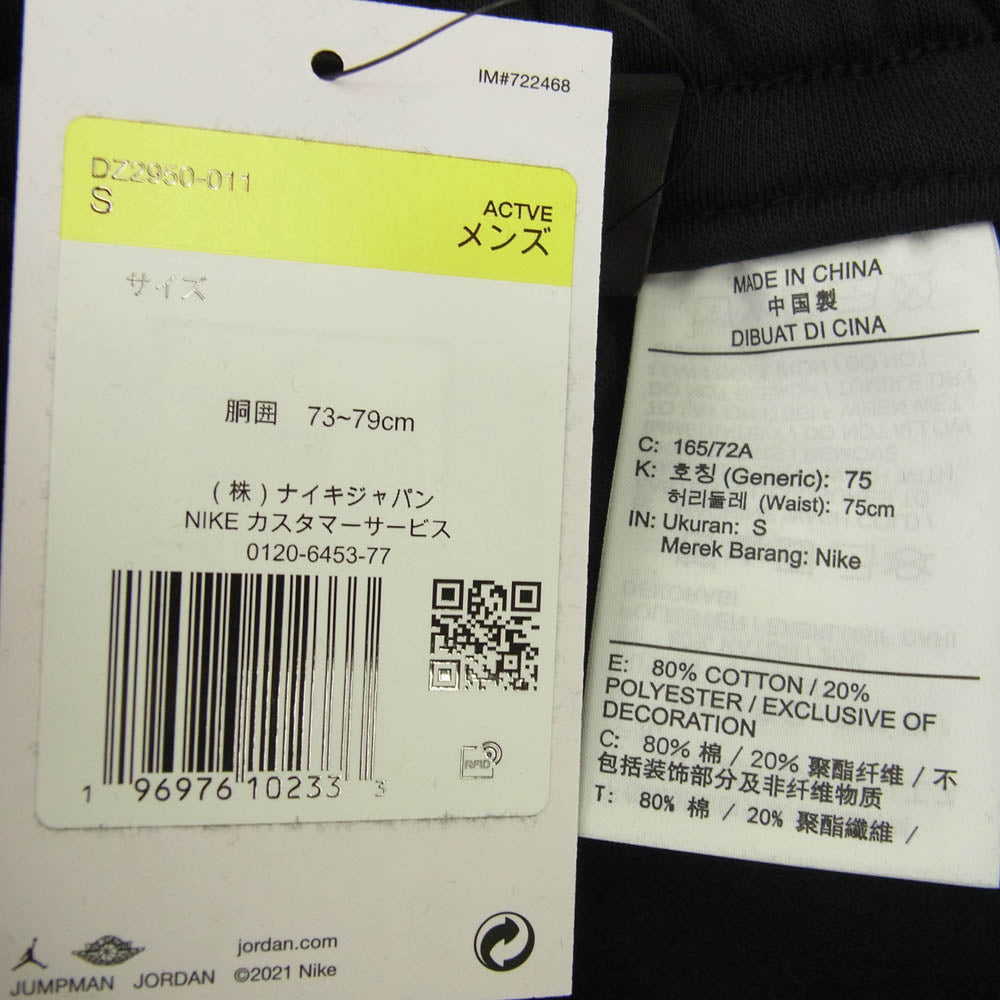 IM#722468
DZ2950-011
S
ACTVE
メンズ
サイズ
胴囲 73~79cm
(株)ナイキジャパン
NIKE カスタマーサービス
0120-6453-77
1 96976 10233 3
RFID
JUMPMAN JORDAN
jordan.com
©2021 Nike
MADE IN CHINA
中国製
DIBUAT DI CINA
C: 165/72A
K: 호칭 (Generic): 75
허리둘레 (Waist): 75cm
IN: Ukuran: S
Merek Barang: Nike
E: 80% COTTON / 20%
POLYESTER / EXCLUSIVE OF
DECORATION
C: 80% 棉 / 20% 聚酯纤维 / 不
包括装饰部分及非纤维物质
T: 80% 棉 / 20% 聚酯纖維 /